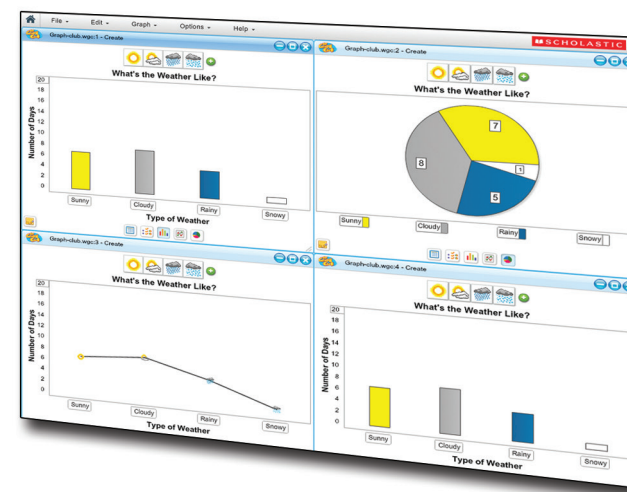 File Edit Graph Options Help
SCHOLASTIC
Graph-club.wgc:1 - Create
What's the Weather Like?
20
18
16
14
12
10
8
6
4
2
0
Number of Days
Sunny Cloudy Rainy Snowy
Type of Weather
Graph-club.wgc:2 - Create
What's the Weather Like?
7
1
8
5
Sunny Cloudy Rainy Snowy
Graph-club.wgc:3 - Create
What's the Weather Like?
20
18
16
14
12
10
8
6
4
2
0
Number of Days
Sunny Cloudy Rainy Snowy
Type of Weather
Graph-club.wgc:4 - Create
What's the Weather Like?
20
18
16
14
12
10
8
6
4
2
0
Number of Days
Sunny Cloudy Rainy Snowy
Type of Weather